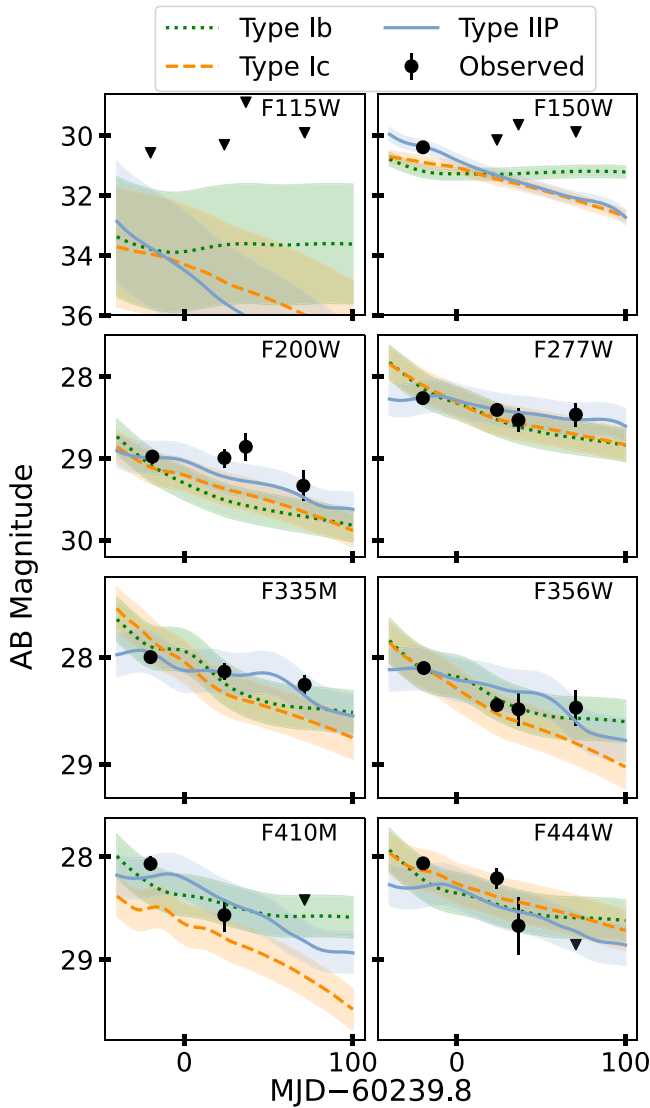 Type Ib Type IIP
Type Ic Observed
F115W F150W
30
32
34
36
F200W F277W
28
29
30
AB Magnitude
F335M F356W
28
29
F410M F444W
28
29
0 100 0 100
MJD−60239.8